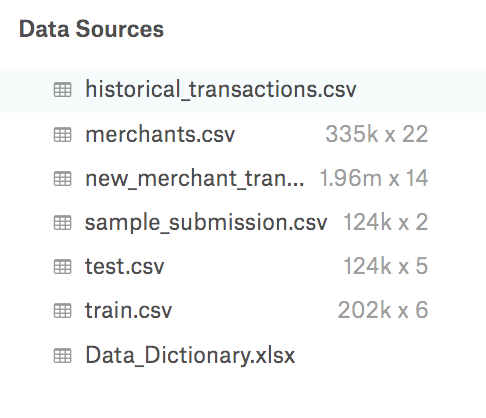 Data Sources
historical_transactions.csv
merchants.csv 335k x 22
new_merchant_tran... 1.96m x 14
sample_submission.csv 124k x 2
test.csv 124k x 5
train.csv 202k x 6
Data_Dictionary.xlsx